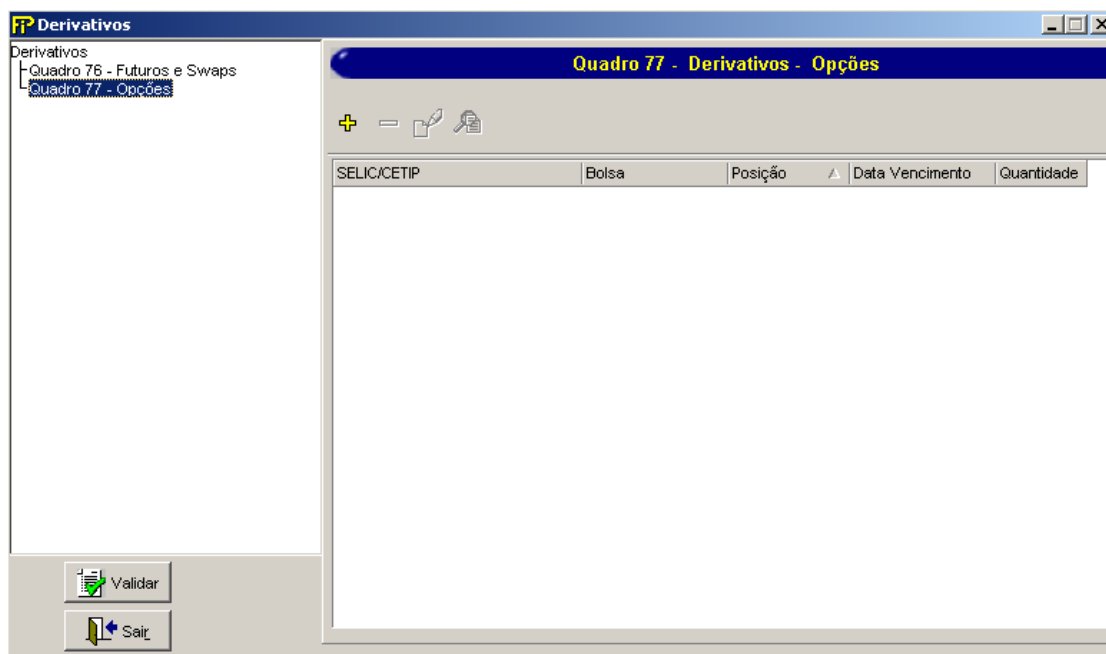 FiP Derivativos
Derivativos
Quadro 76 - Futuros e Swaps
Quadro 77 - Opções
Quadro 77 - Derivativos - Opções
SELIC/CETIP Bolsa Posição Data Vencimento Quantidade
Validar
Sair